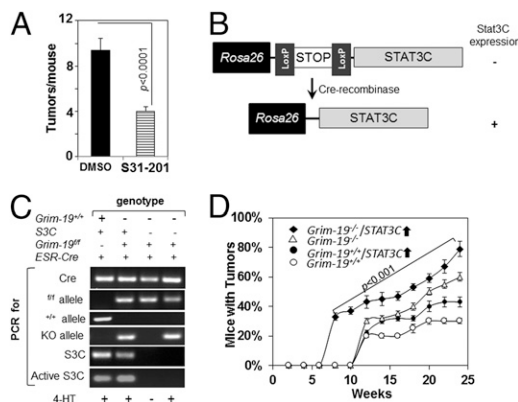 A
Tumors/mouse
12
8
4
0
p<0.0001
DMSO
S31-201
B
Stat3C
expression
Rosa26
LoxP
STOP
LoxP
STAT3C
-
Cre-recombinase
Rosa26
STAT3C
+
C
genotype
Grim-19+/+ + - - -
S3C + + - -
Grim-19f/f - + + +
ESR-Cre + + + +
PCR for
Cre
f/f allele
+/+ allele
KO allele
S3C
Active S3C
4-HT + + - +
D
Mice with Tumors
100%
80%
60%
40%
20%
0%
Grim-19-/-/STAT3C
Grim-19-/-
Grim-19+/+/STAT3C
Grim-19+/+
p<0.001
0 5 10 15 20 25
Weeks